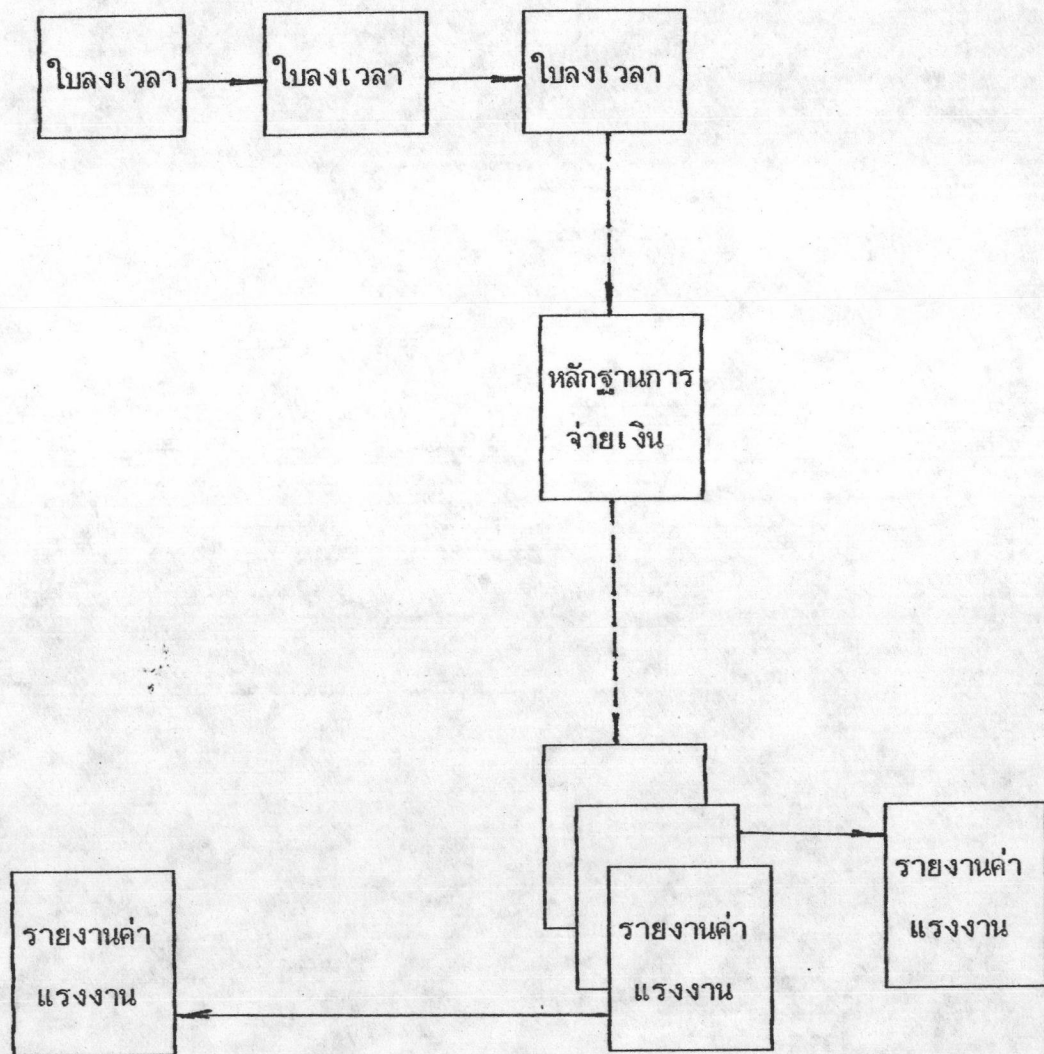 ใบลงเวลา ใบลงเวลา ใบลงเวลา
หลักฐานการ
จ่ายเงิน
รายงานค่า
แรงงาน
รายงานค่า
แรงงาน
รายงานค่า
แรงงาน